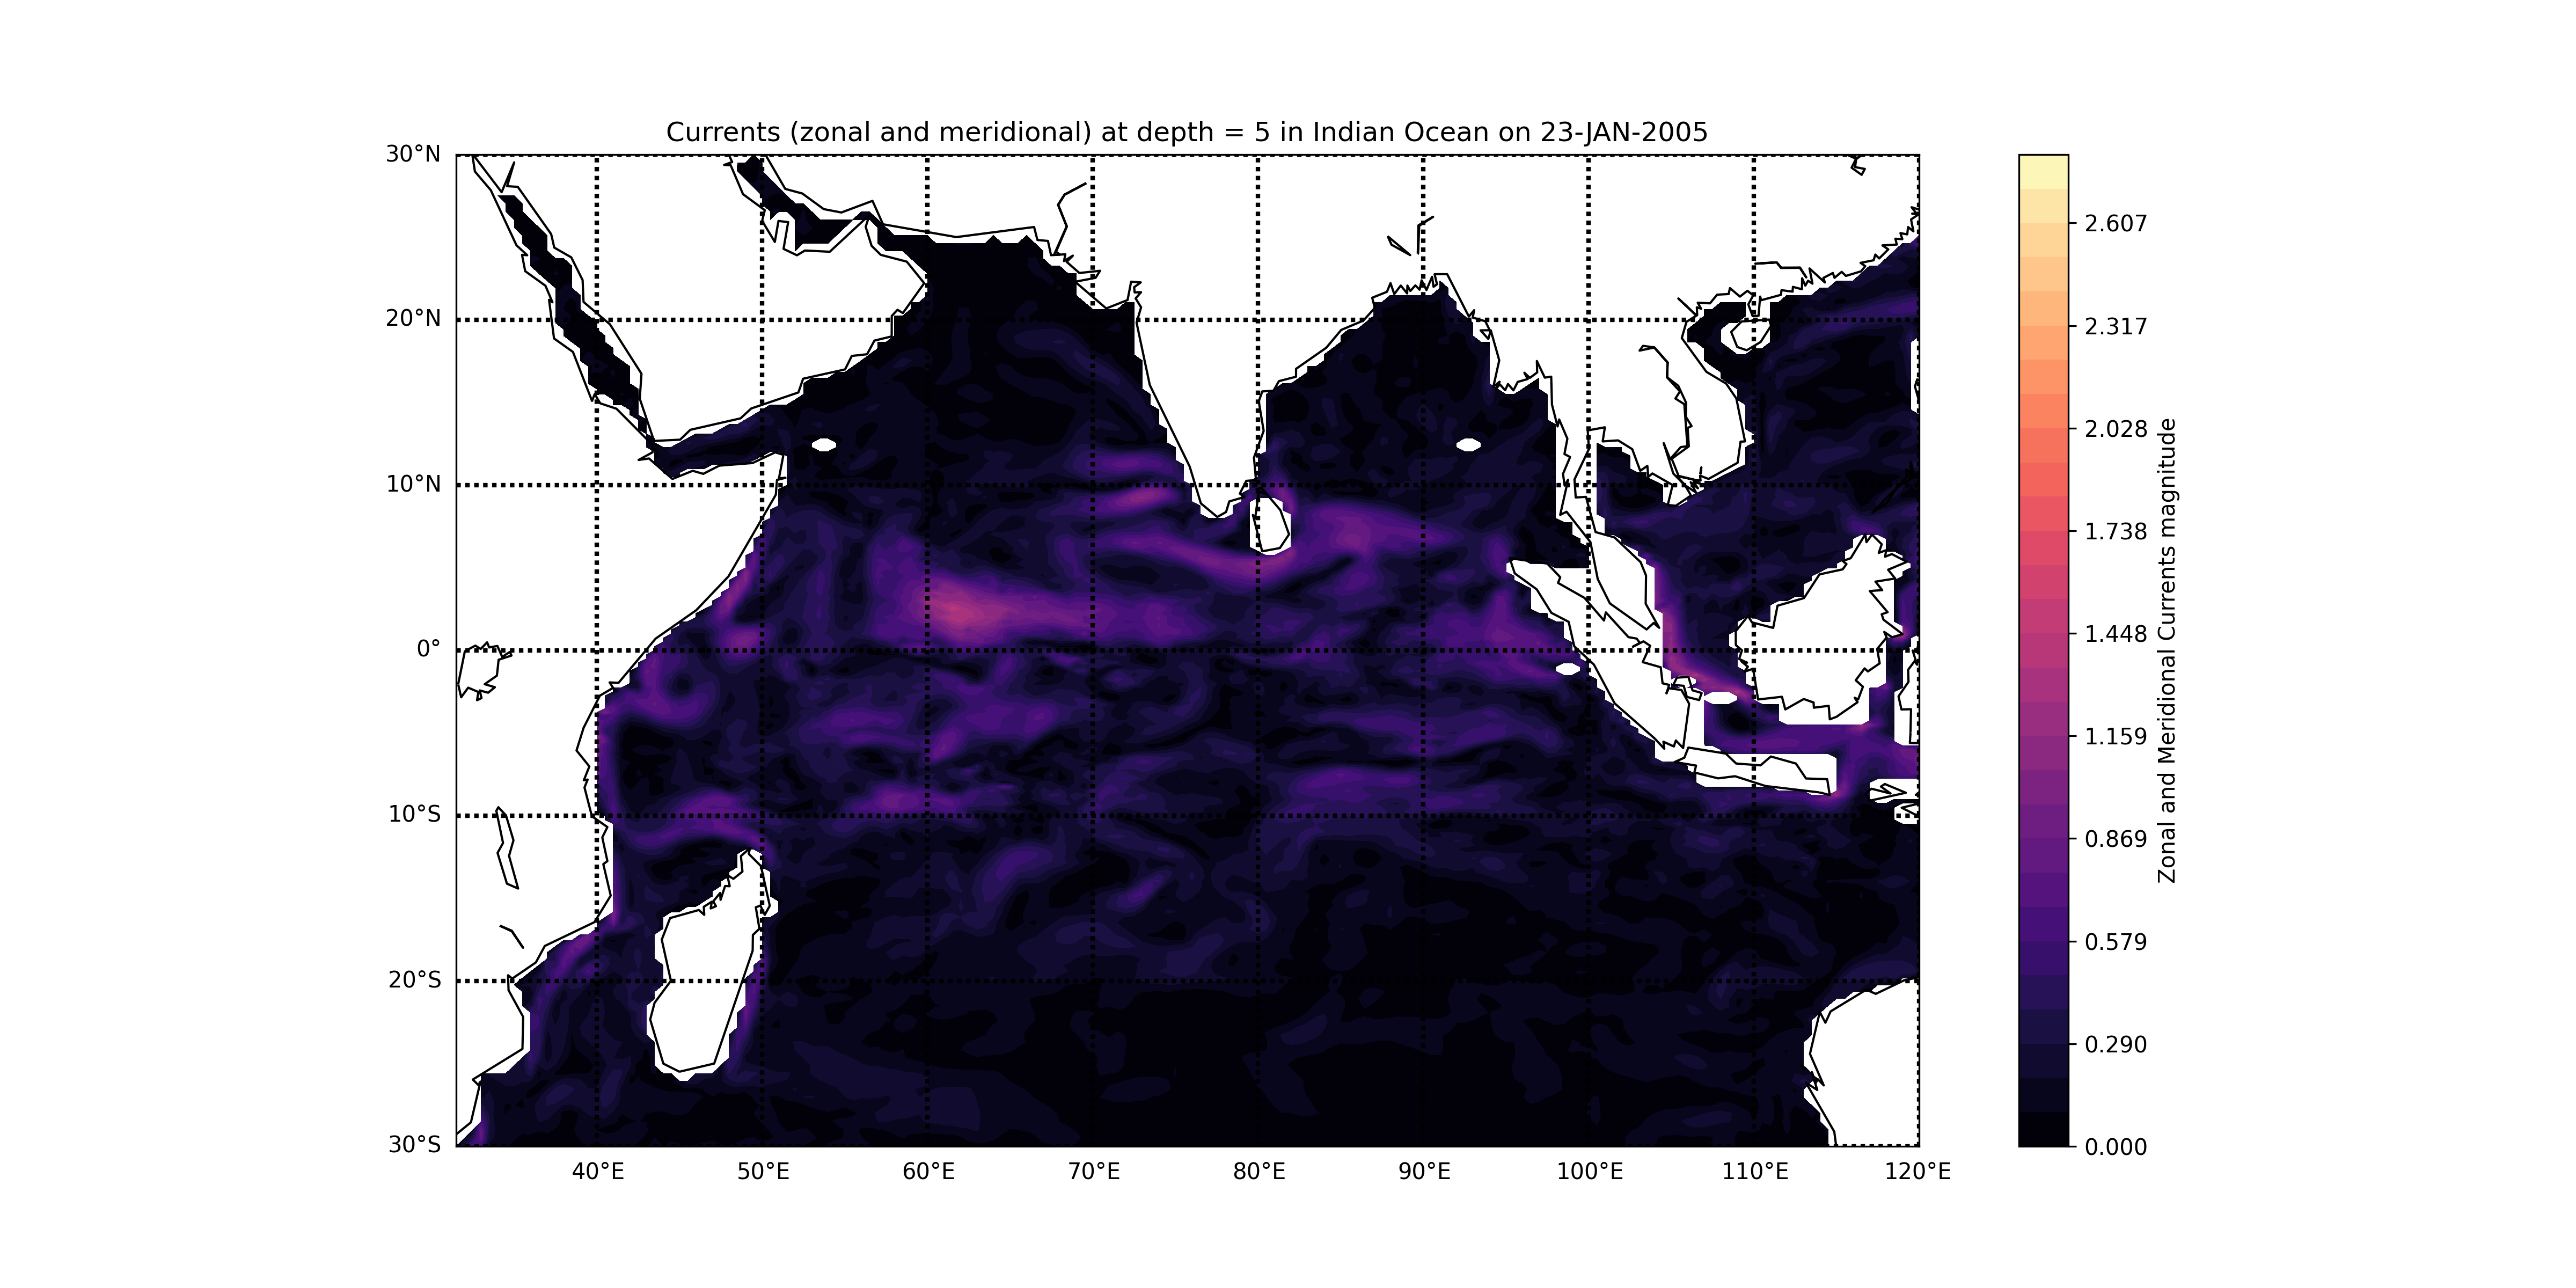 Currents (zonal and meridional) at depth = 5 in Indian Ocean on 23-JAN-2005
30°N
20°N
10°N
0°
10°S
20°S
30°S
40°E
50°E
60°E
70°E
80°E
90°E
100°E
110°E
120°E
2.607
2.317
2.028
1.738
1.448
1.159
0.869
0.579
0.290
0.000
Zonal and Meridional Currents magnitude